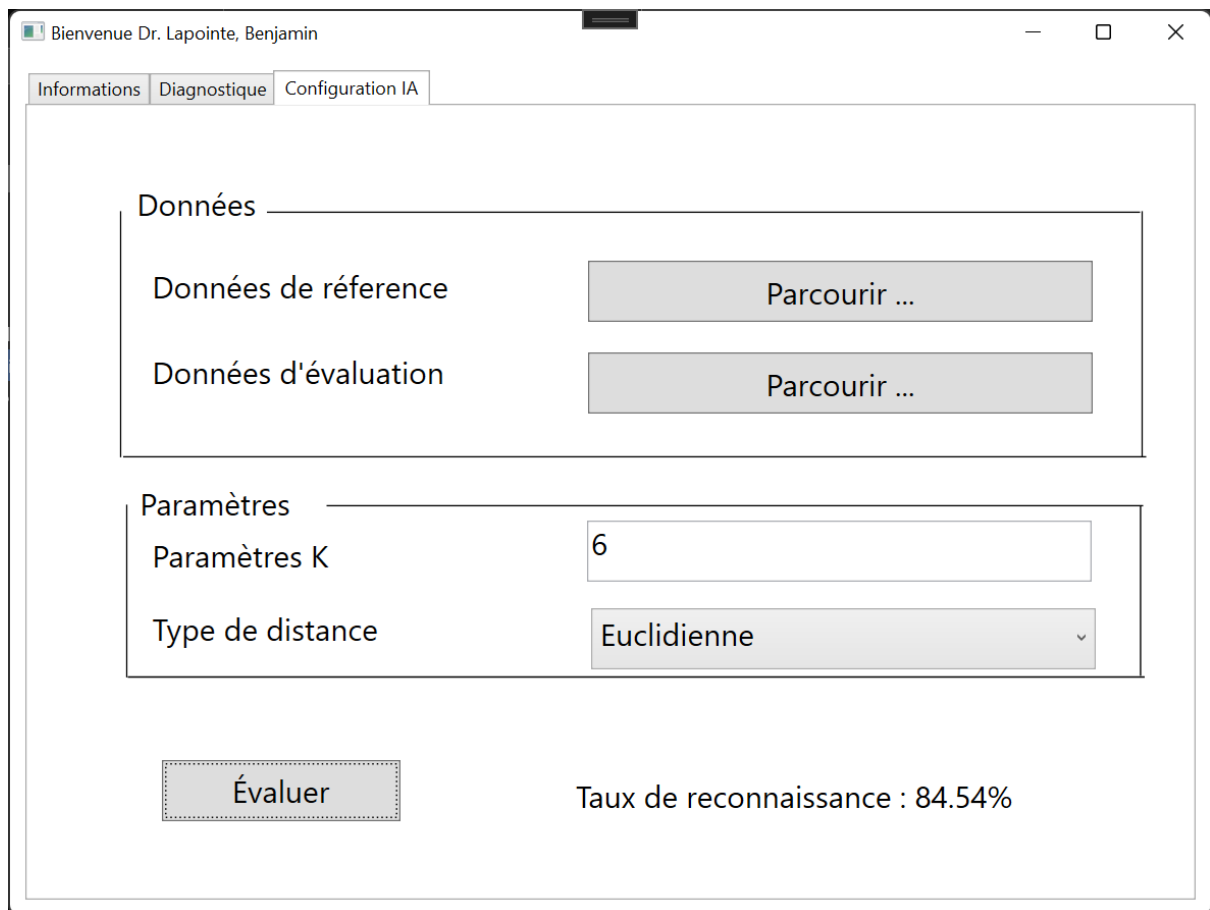 Bienvenue Dr. Lapointe, Benjamin
Informations Diagnostique Configuration IA
Données
Données de réference Parcourir ...
Données d'évaluation Parcourir ...
Paramètres
Paramètres K 6
Type de distance Euclidienne
Évaluer Taux de reconnaissance : 84.54%